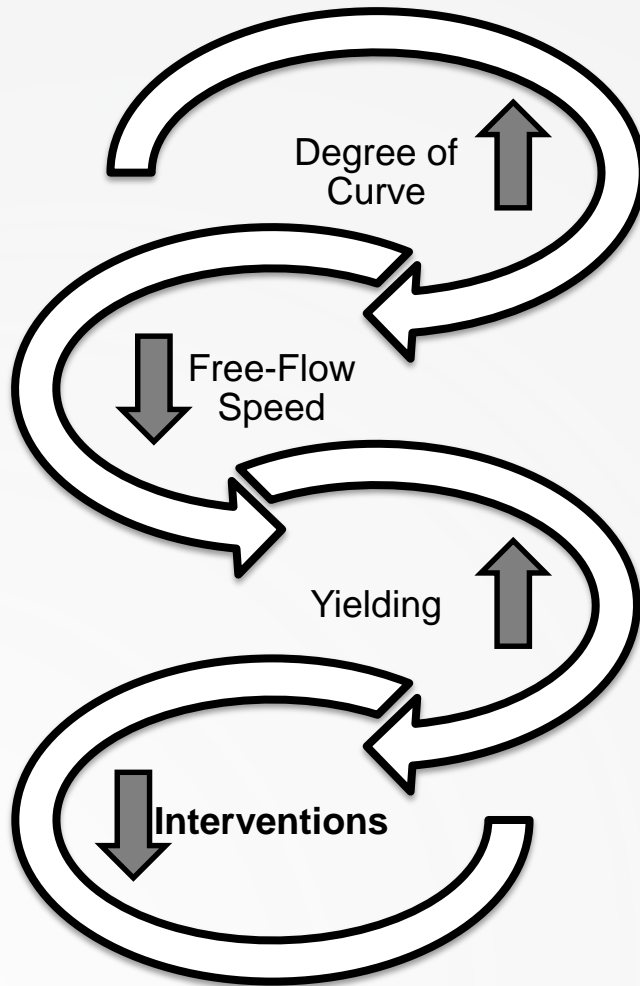 Degree of
Curve
Free-Flow
Speed
Yielding
Interventions